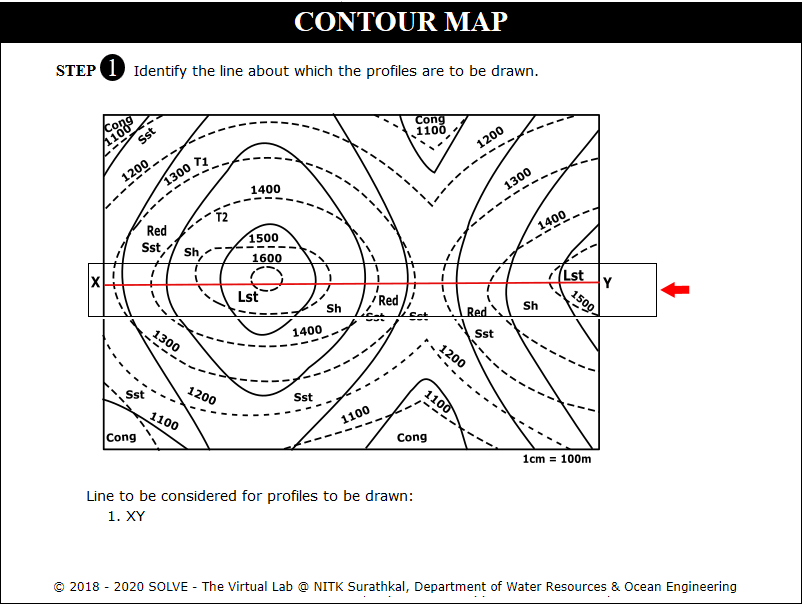 CONTOUR MAP
STEP 1 Identify the line about which the profiles are to be drawn.
Cong
1100
Sst
1200
1300
T1
Cong
1100
1200
1300
1400
1400
T2
Red
Sst
Sh
1500
1600
X
Lst
Lst
Y
Sh
Red
Sst
Sst
Red
Sst
Sh
1500
1300
1400
1200
Sst
1200
Sst
1100
1100
1100
Cong
Cong
1cm = 100m
Line to be considered for profiles to be drawn:
1. XY
© 2018 - 2020 SOLVE - The Virtual Lab @ NITK Surathkal, Department of Water Resources & Ocean Engineering